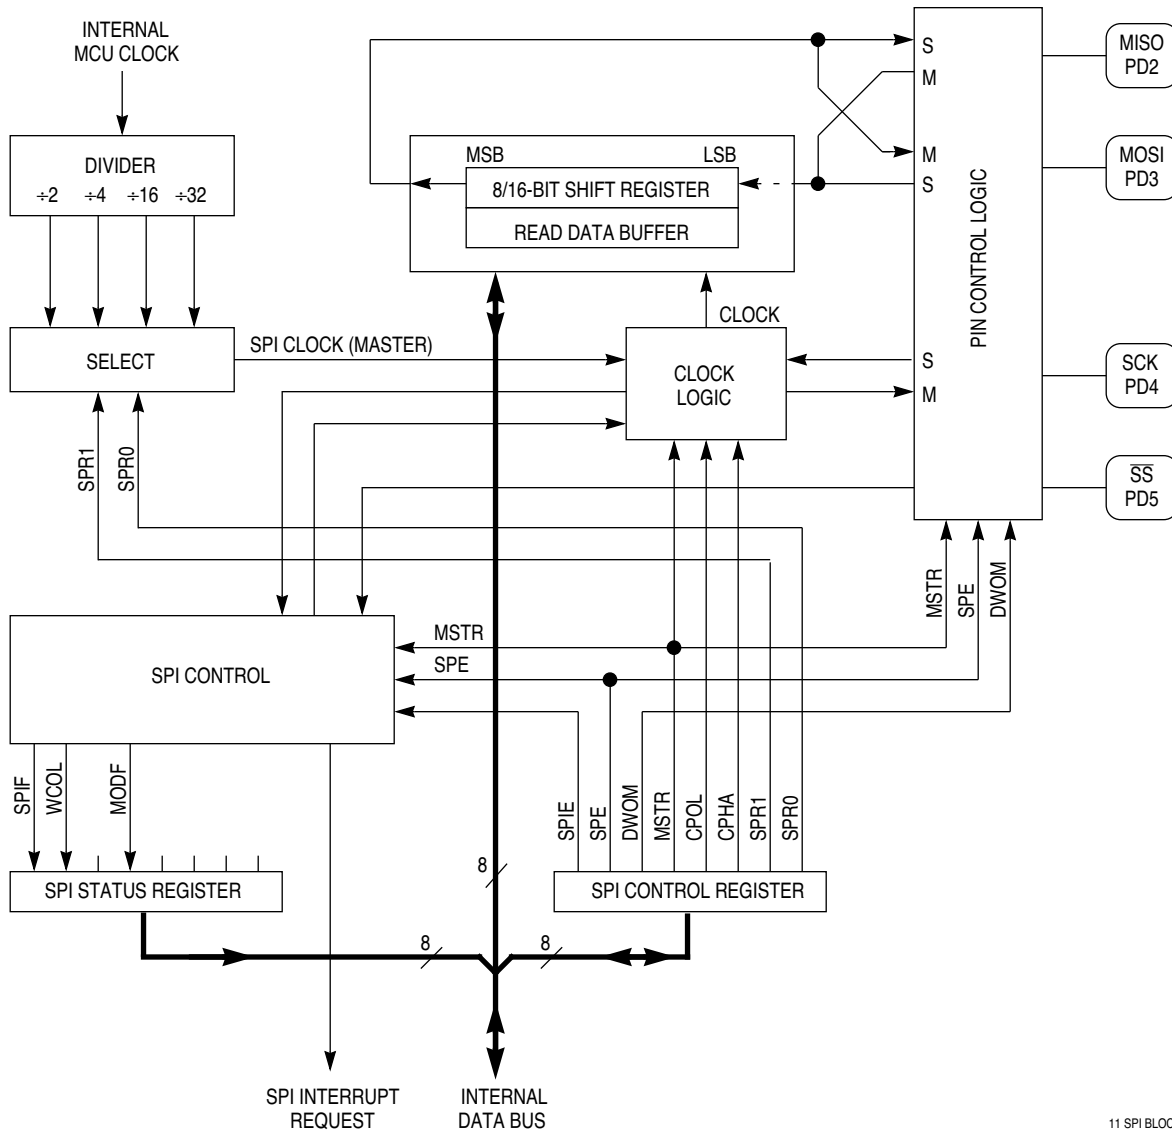 INTERNAL
MCU CLOCK
DIVIDER
÷2 ÷4 ÷16 ÷32
SELECT
SPI CLOCK (MASTER)
SPR1
SPR0
MSB LSB
8/16-BIT SHIFT REGISTER
READ DATA BUFFER
CLOCK
CLOCK
LOGIC
S
M
M
S
S
M
PIN CONTROL LOGIC
MISO
PD2
MOSI
PD3
SCK
PD4
SS
PD5
MSTR
SPE
DWOM
SPI CONTROL
MSTR
SPE
SPIF
WCOL
MODF
SPIE
SPE
DWOM
MSTR
CPOL
CPHA
SPR1
SPR0
SPI STATUS REGISTER
8
SPI CONTROL REGISTER
8
8
SPI INTERRUPT
REQUEST
INTERNAL
DATA BUS
11 SPI BLOC